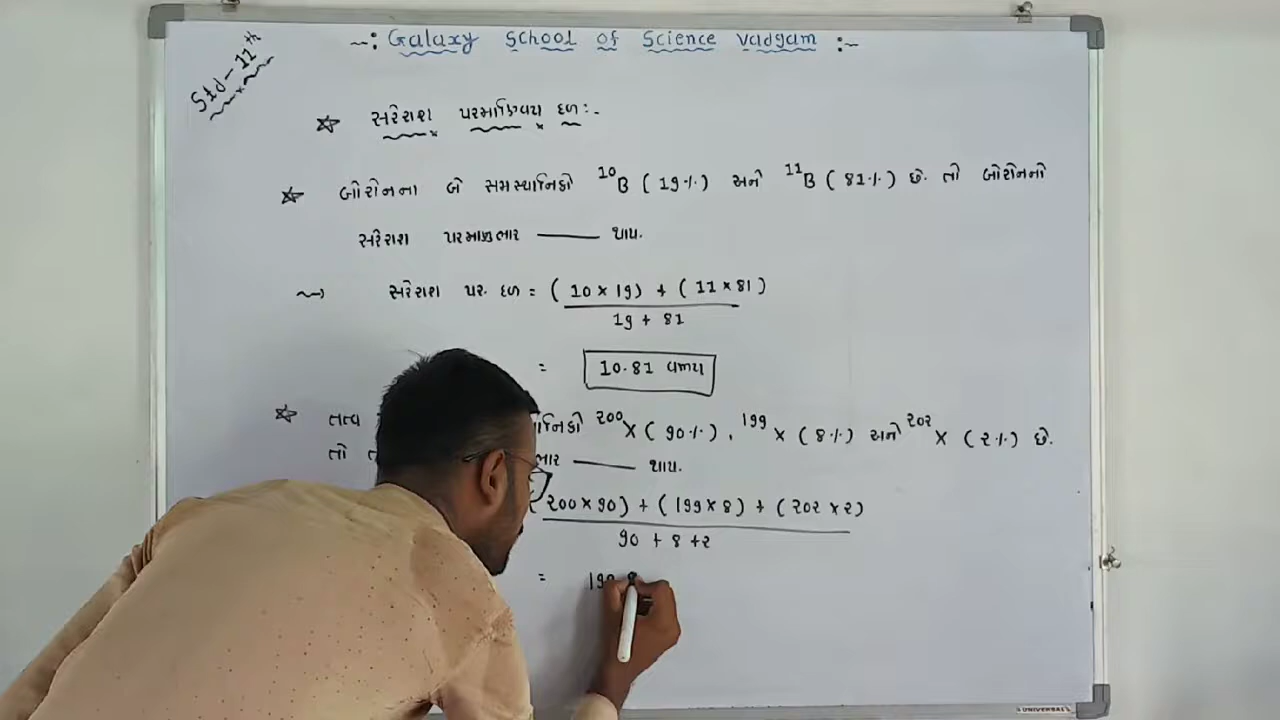 ~: Galaxy School of Science Vadgam :~
Std - 11th
☆ સરેરાશ પરમાણ્વિય દળ:-
☆ બોરોનના બે સમસ્થાનિકો ¹⁰B ( 19% ) અને ¹¹B ( 81% ) છે. તો બોરોનનો
સરેરાશ પરમાણુભાર ——— થાય.
~> સરેરાશ પર. દળ = ( 10 × 19 ) + ( 11 × 81 )
19 + 81
= 10.81
☆ તત્વ ²⁰⁰X ( 90% ) , ¹⁹⁹X ( 8% ) અને ²⁰²X ( 2% ) છે.
તો ——— થાય.
( 200 × 90 ) + ( 199 × 8 ) + ( 202 × 2 )
90 + 8 + 2
=
UNIVERSAL